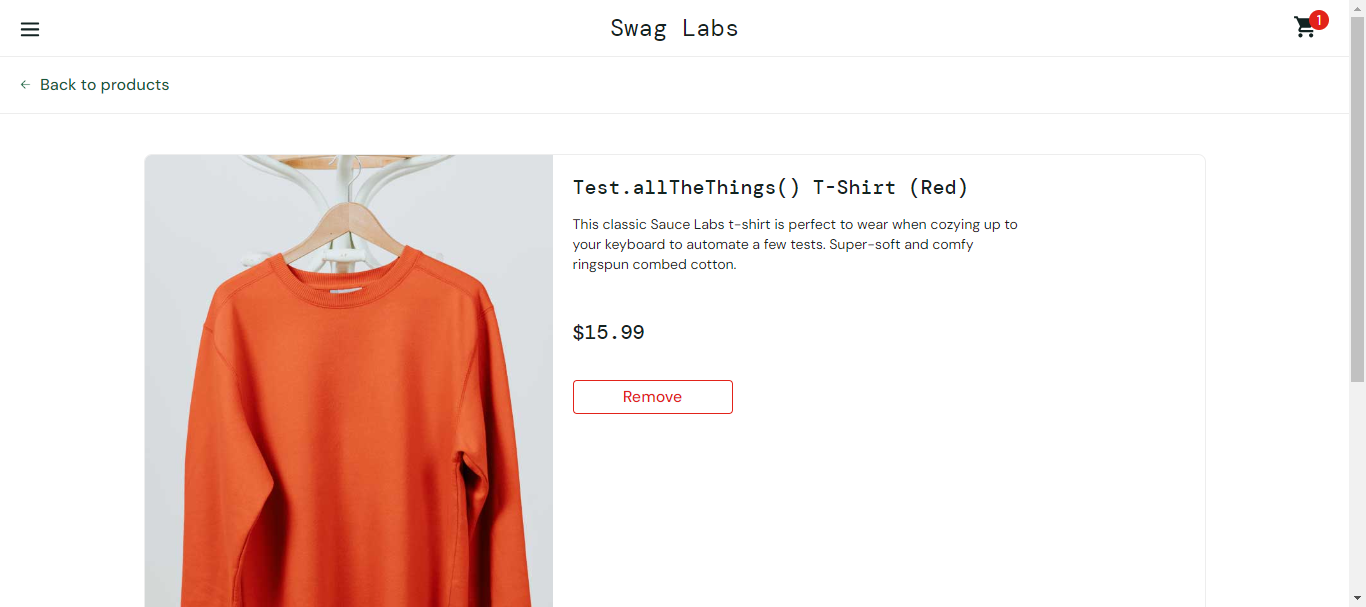 Swag Labs
1
Back to products
Test.allTheThings() T-Shirt (Red)
This classic Sauce Labs t-shirt is perfect to wear when cozying up to
your keyboard to automate a few tests. Super-soft and comfy
ringspun combed cotton.
$15.99
Remove